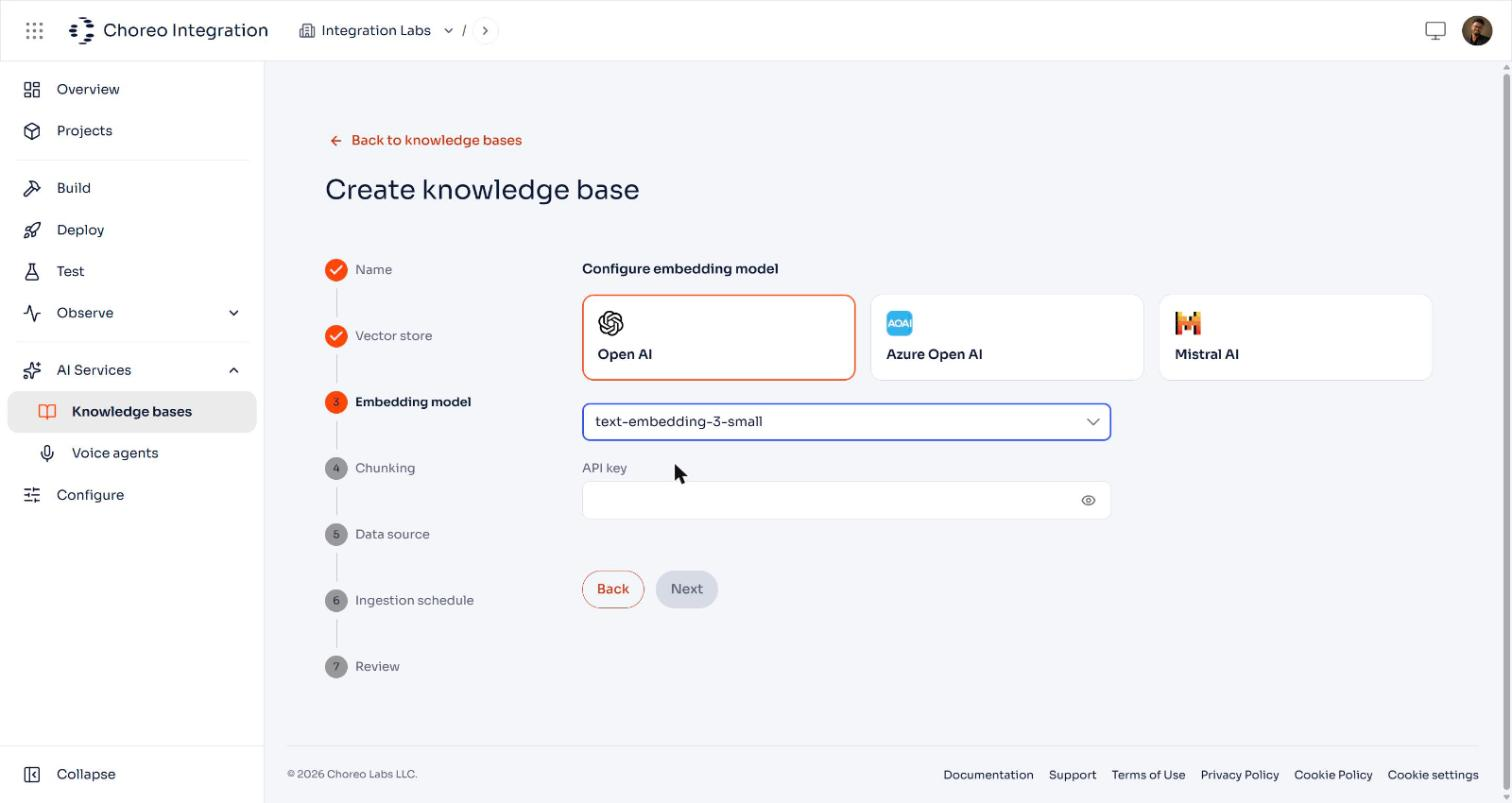 Choreo Integration
Integration Labs /
Overview
Projects
Build
Deploy
Test
Observe
AI Services
Knowledge bases
Voice agents
Configure
Collapse
Back to knowledge bases
Create knowledge base
Name
Vector store
3 Embedding model
4 Chunking
5 Data source
6 Ingestion schedule
7 Review
Configure embedding model
Open AI
AOAI
Azure Open AI
Mistral AI
text-embedding-3-small
API key
Back Next
© 2026 Choreo Labs LLC.
Documentation Support Terms of Use Privacy Policy Cookie Policy Cookie settings